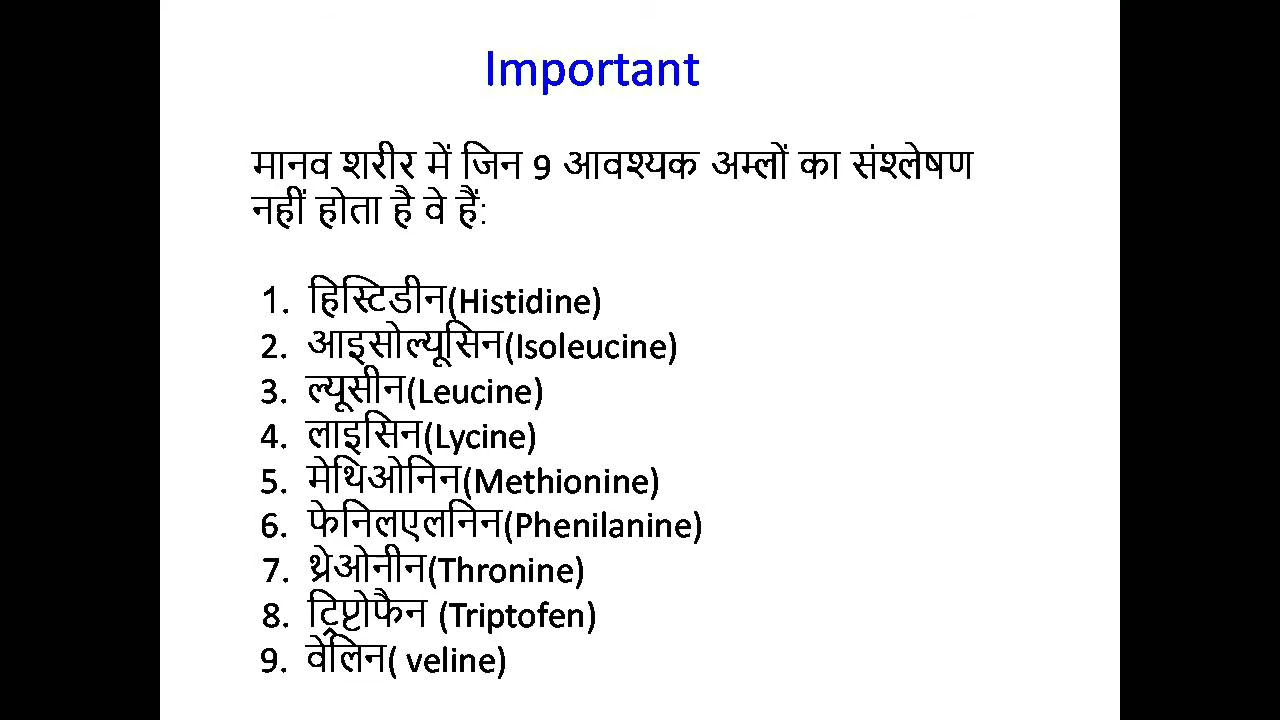 Important
मानव शरीर में जिन 9 आवश्यक अम्लों का संश्लेषण
नहीं होता है वे हैं:
1. हिस्टिडीन(Histidine)
2. आइसोल्यूसिन(Isoleucine)
3. ल्यूसीन(Leucine)
4. लाइसिन(Lycine)
5. मेथिओनिन(Methionine)
6. फेनिलएलनिन(Phenilanine)
7. थ्रेओनीन(Thronine)
8. ट्रिप्टोफैन (Triptofen)
9. वेलिन( veline)